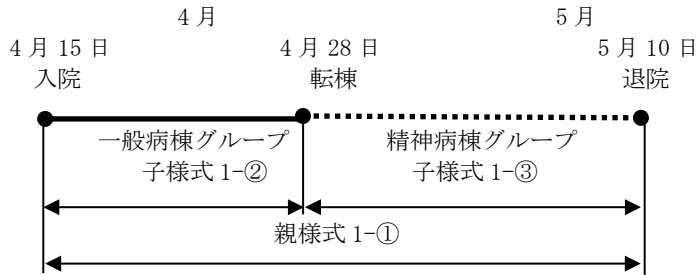 4月 5月
4月15日 4月28日 5月10日
入院 転棟 退院
一般病棟グループ 精神病棟グループ
子様式 1-② 子様式 1-③
親様式 1-①